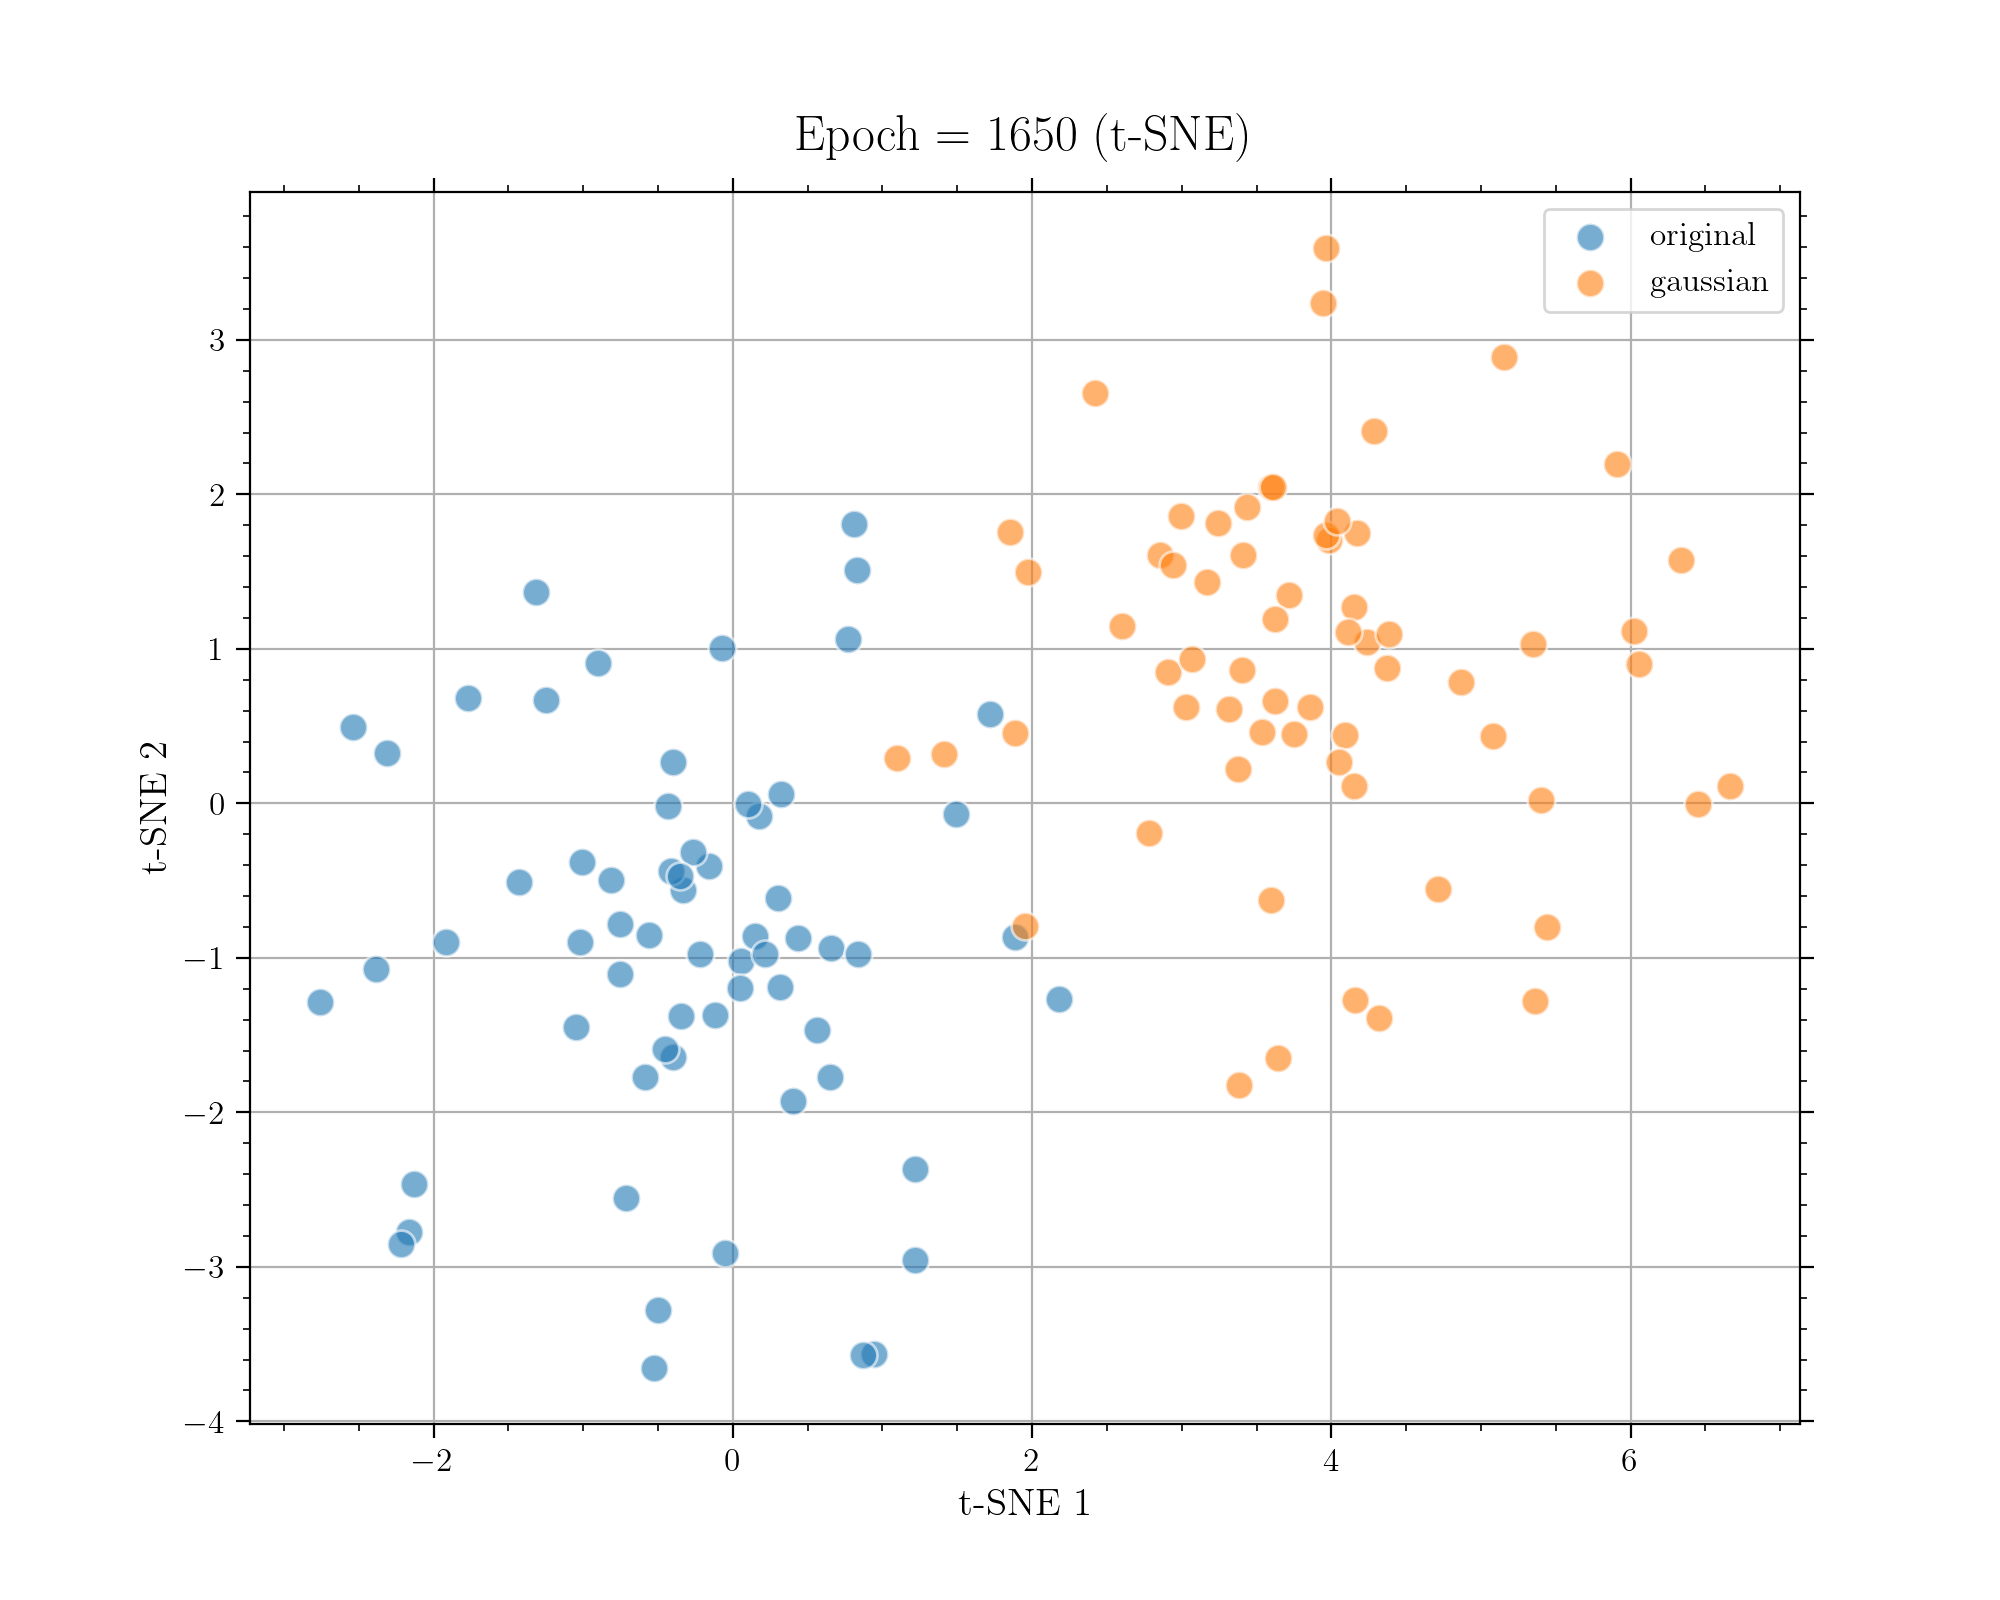 Epoch = 1650 (t-SNE)
original
gaussian
3
2
1
0
−1
−2
−3
−4
t-SNE 2
−2 0 2 4 6
t-SNE 1